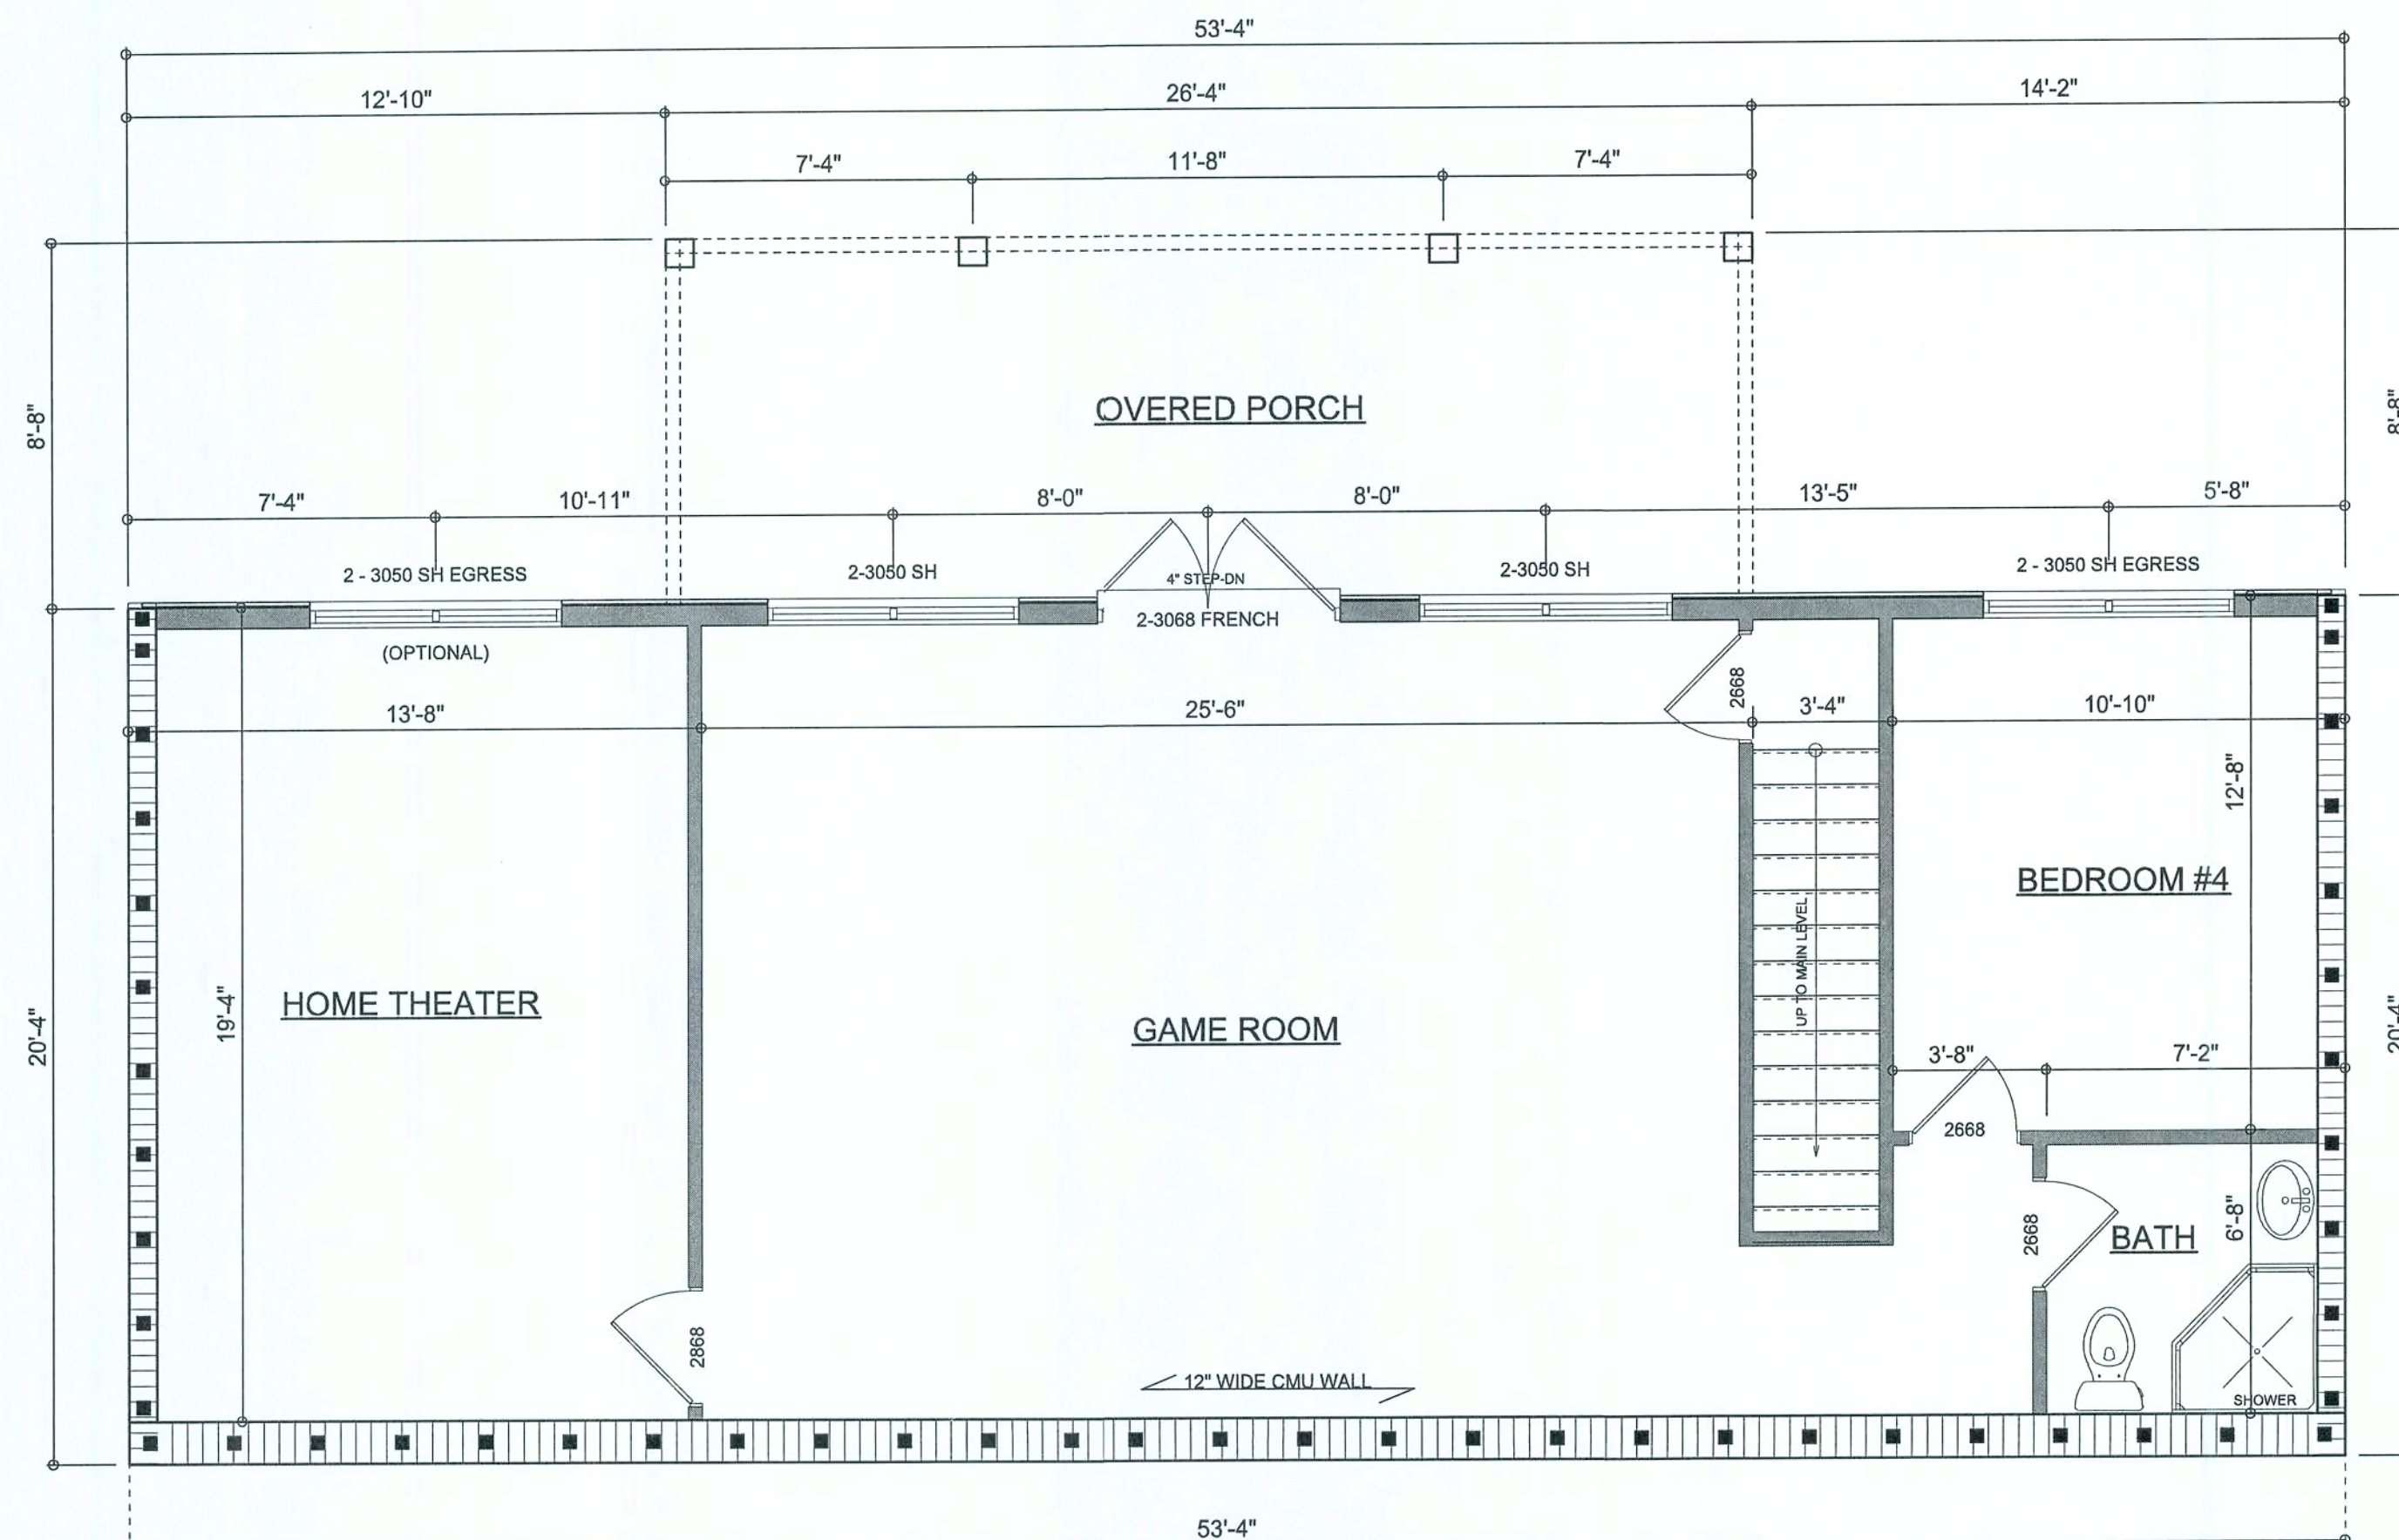 53'-4"
12'-10" 26'-4" 14'-2"
7'-4" 11'-8" 7'-4"
8'-8" 8'-8"
OVERED PORCH
7'-4" 10'-11" 8'-0" 8'-0" 13'-5" 5'-8"
2 - 3050 SH EGRESS 2-3050 SH 4" STEP-DN 2-3050 SH 2 - 3050 SH EGRESS
2-3068 FRENCH
(OPTIONAL)
2668
13'-8" 25'-6" 3'-4" 10'-10"
12'-8"
BEDROOM #4
UP TO MAIN LEVEL
HOME THEATER
19'-4"
GAME ROOM
20'-4" 20'-4"
3'-8" 7'-2"
2668
2668
BATH
6'-8"
2868
12" WIDE CMU WALL
SHOWER
53'-4"